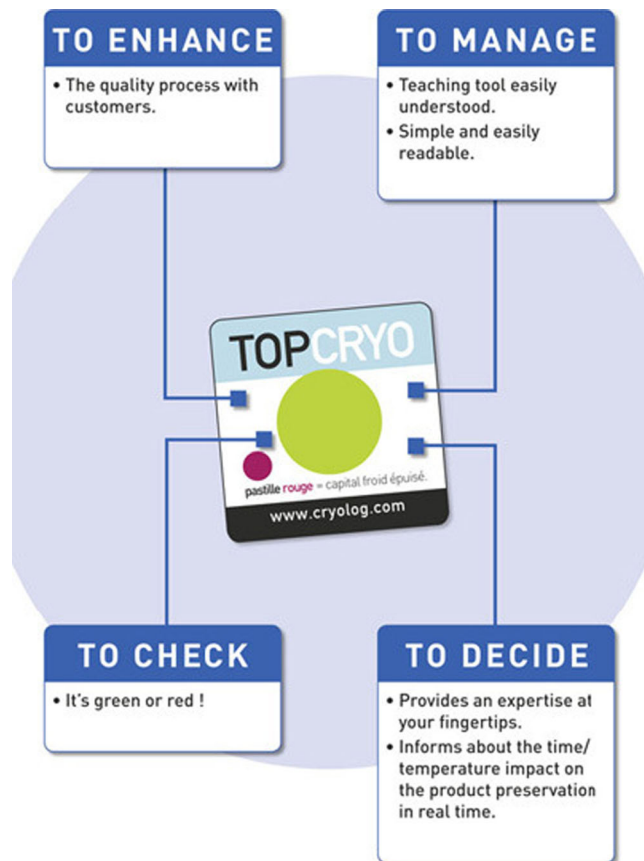 TO ENHANCE
• The quality process with
customers.
TO MANAGE
• Teaching tool easily
understood.
• Simple and easily
readable.
TOPCRYO
pastille rouge = capital froid épuisé.
www.cryolog.com
TO CHECK
• It's green or red !
TO DECIDE
• Provides an expertise at
your fingertips.
• Informs about the time/
temperature impact on
the product preservation
in real time.